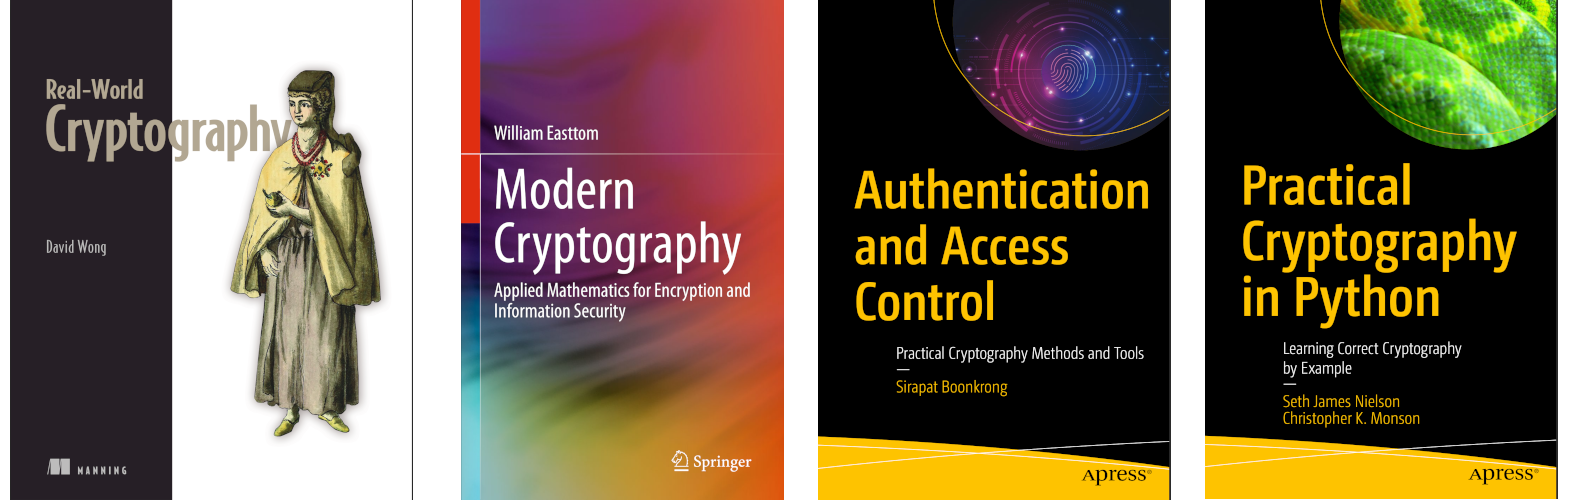 Real-World
Cryptography
David Wong
MANNING
William Easttom
Modern
Cryptography
Applied Mathematics for Encryption and
Information Security
Springer
Authentication
and Access
Control
Practical Cryptography Methods and Tools
—
Sirapat Boonkrong
Apress®
Practical
Cryptography
in Python
Learning Correct Cryptography
by Example
—
Seth James Nielson
Christopher K. Monson
Apress®